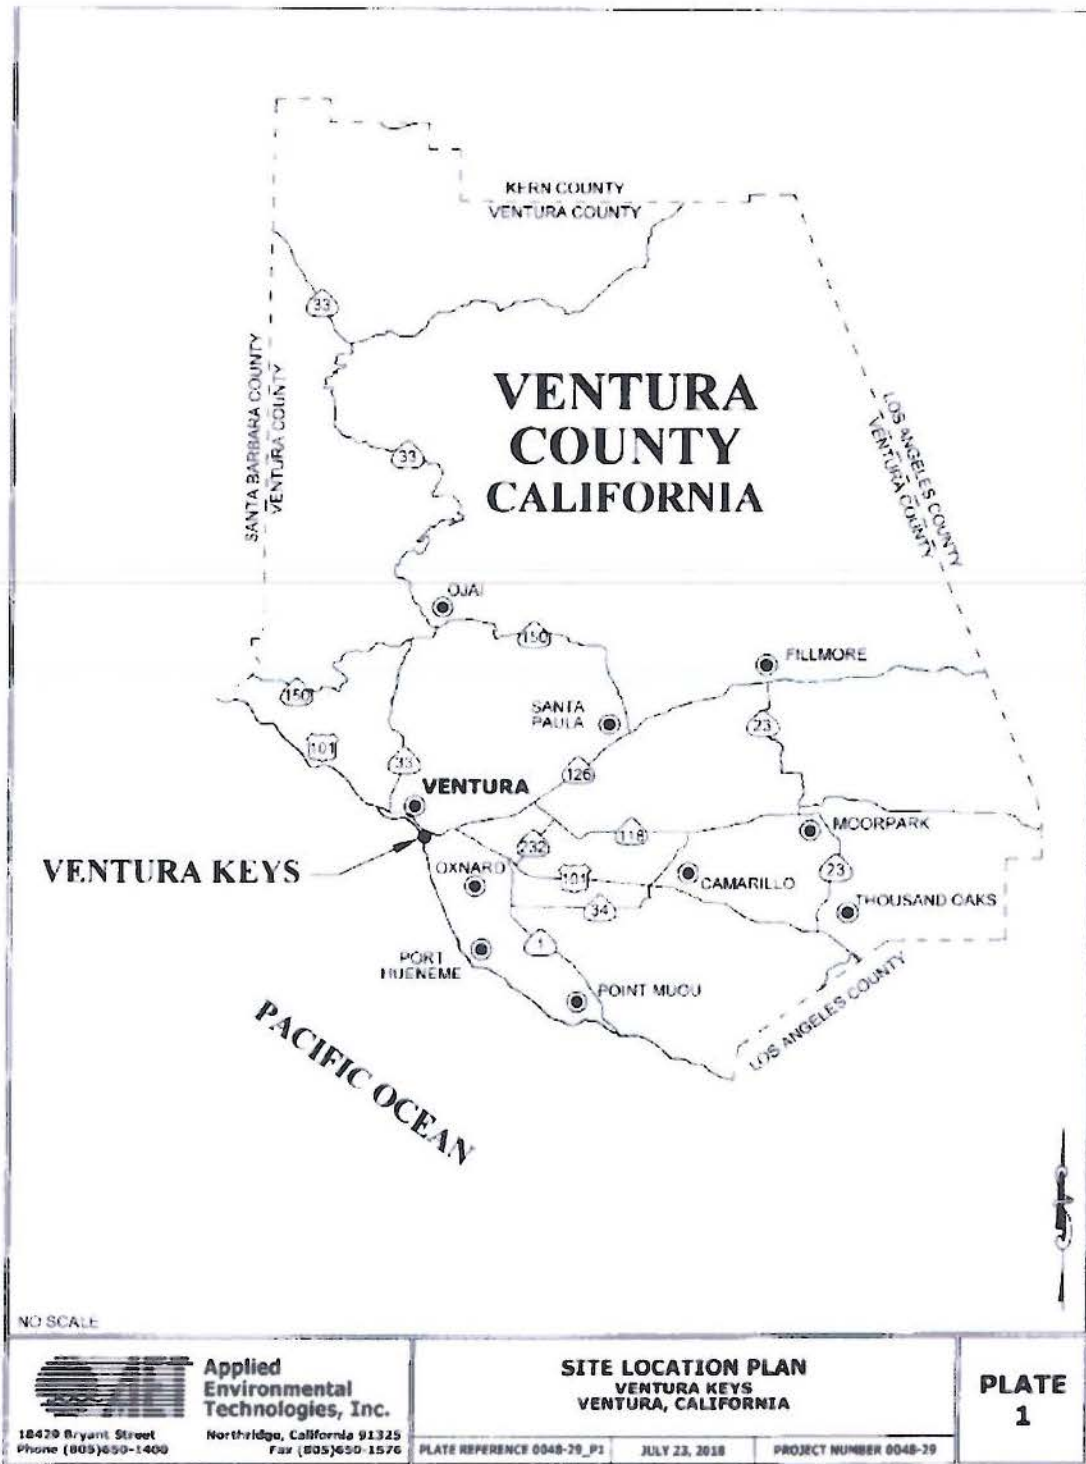 KERN COUNTY
VENTURA COUNTY
33
SANTA BARBARA COUNTY
VENTURA COUNTY
VENTURA
COUNTY
CALIFORNIA
LOS ANGELES COUNTY
VENTURA COUNTY
33
OJAI
150
FILLMORE
150
SANTA
PAULA
23
101
33
126
VENTURA
MOORPARK
118
232
VENTURA KEYS
OXNARD
101
CAMARILLO
23
34
THOUSAND OAKS
1
PORT
HUENEME
POINT MUGU
LOS ANGELES COUNTY
PACIFIC OCEAN
NO SCALE
AET
Applied
Environmental
Technologies, Inc.
18429 Bryant Street
Northridge, California 91325
Phone (805)650-1400
Fax (805)650-1576
SITE LOCATION PLAN
VENTURA KEYS
VENTURA, CALIFORNIA
PLATE REFERENCE 0048-29_P1
JULY 23, 2018
PROJECT NUMBER 0048-29
PLATE
1